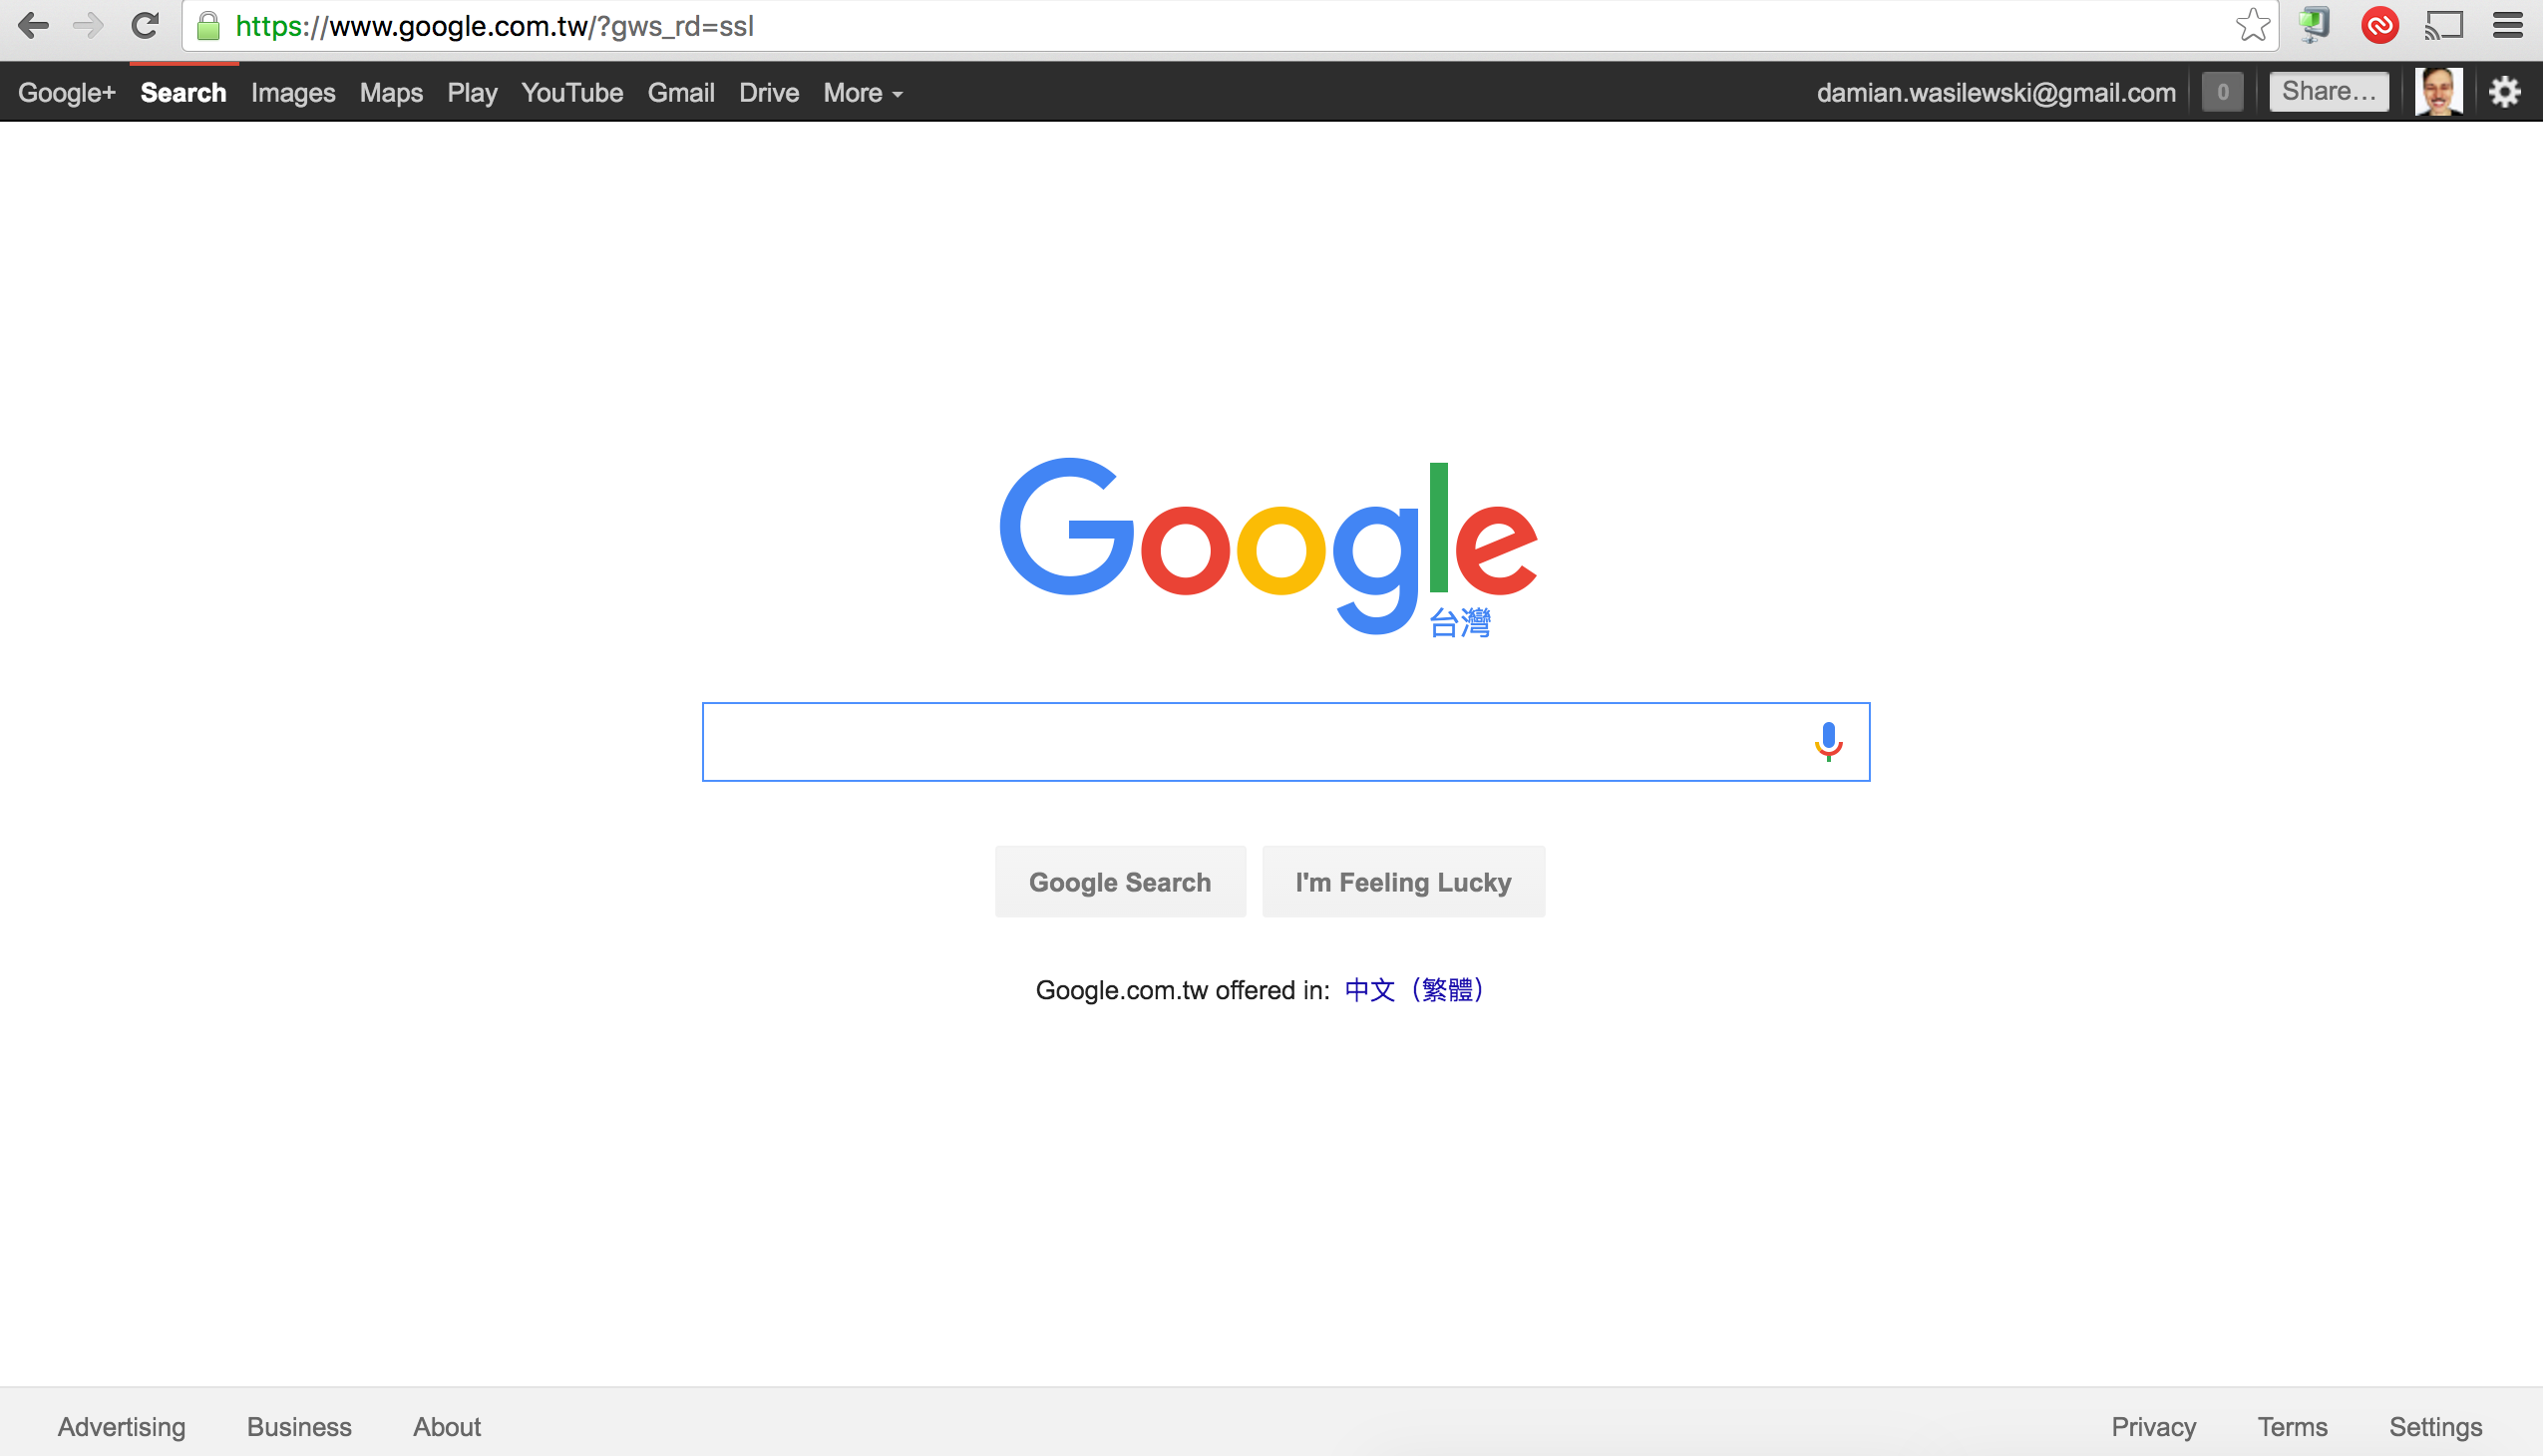 https://www.google.com.tw/?gws_rd=ssl
Google+ Search Images Maps Play YouTube Gmail Drive More damian.wasilewski@gmail.com 0 Share...
Google
台灣
Google Search I'm Feeling Lucky
Google.com.tw offered in: 中文（繁體）
Advertising Business About Privacy Terms Settings